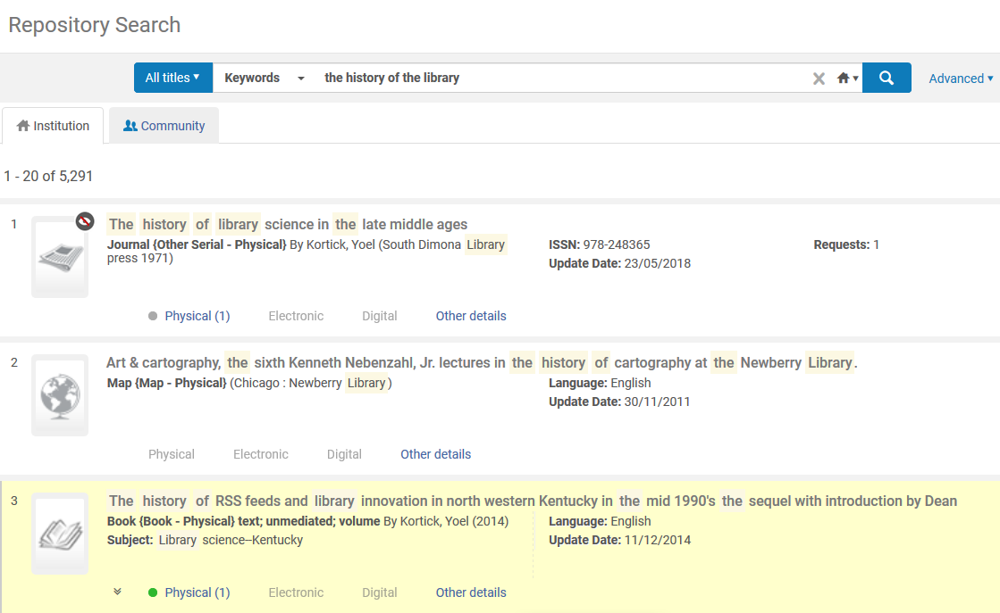 Repository Search
All titles ▾ Keywords the history of the library Advanced ▾
Institution Community
1 - 20 of 5,291
1 The history of library science in the late middle ages
Journal {Other Serial - Physical} By Kortick, Yoel (South Dimona Library ISSN: 978-248365 Requests: 1
press 1971) Update Date: 23/05/2018
Physical (1) Electronic Digital Other details
2 Art & cartography, the sixth Kenneth Nebenzahl, Jr. lectures in the history of cartography at the Newberry Library.
Map {Map - Physical} (Chicago : Newberry Library) Language: English
Update Date: 30/11/2011
Physical Electronic Digital Other details
3 The history of RSS feeds and library innovation in north western Kentucky in the mid 1990's the sequel with introduction by Dean
Book {Book - Physical} text; unmediated; volume By Kortick, Yoel (2014) Language: English
Subject: Library science--Kentucky Update Date: 11/12/2014
Physical (1) Electronic Digital Other details